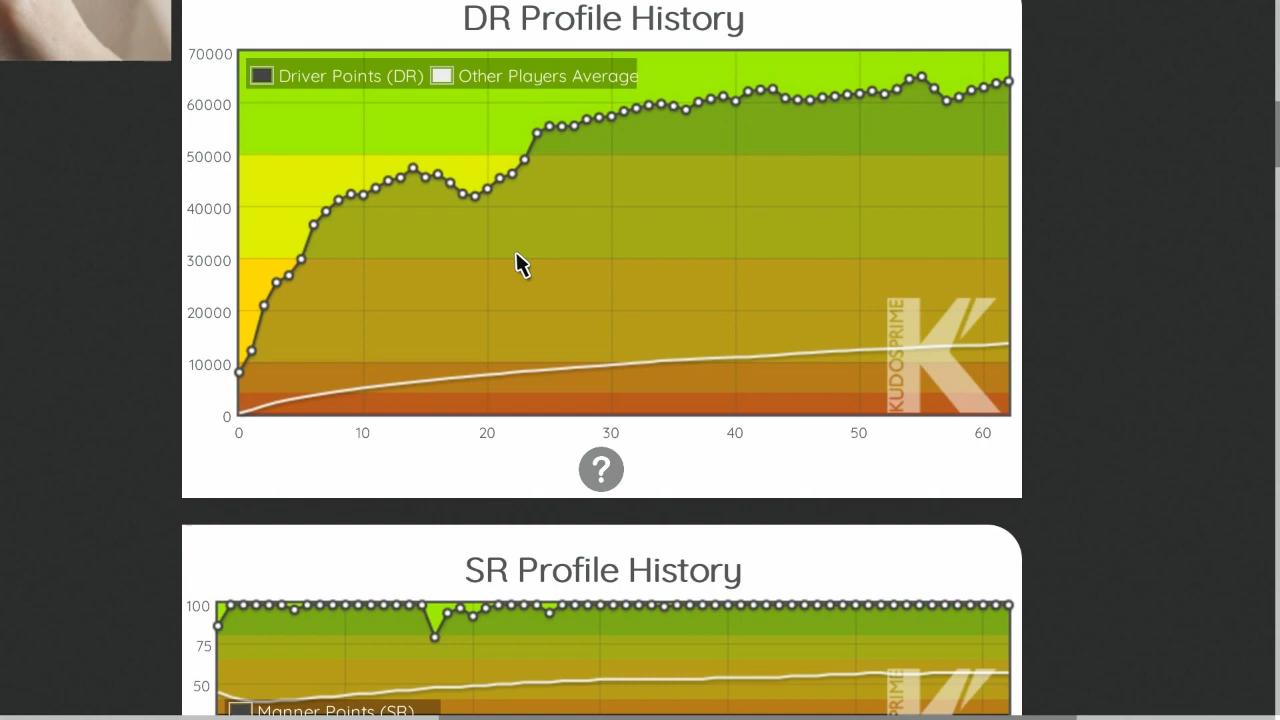 DR Profile History
70000
Driver Points (DR) Other Players Average
60000
50000
40000
30000
20000
10000
0
0 10 20 30 40 50 60
KUDOSPRIME
?
SR Profile History
100
75
50
PRIME
Manner Points (SR)